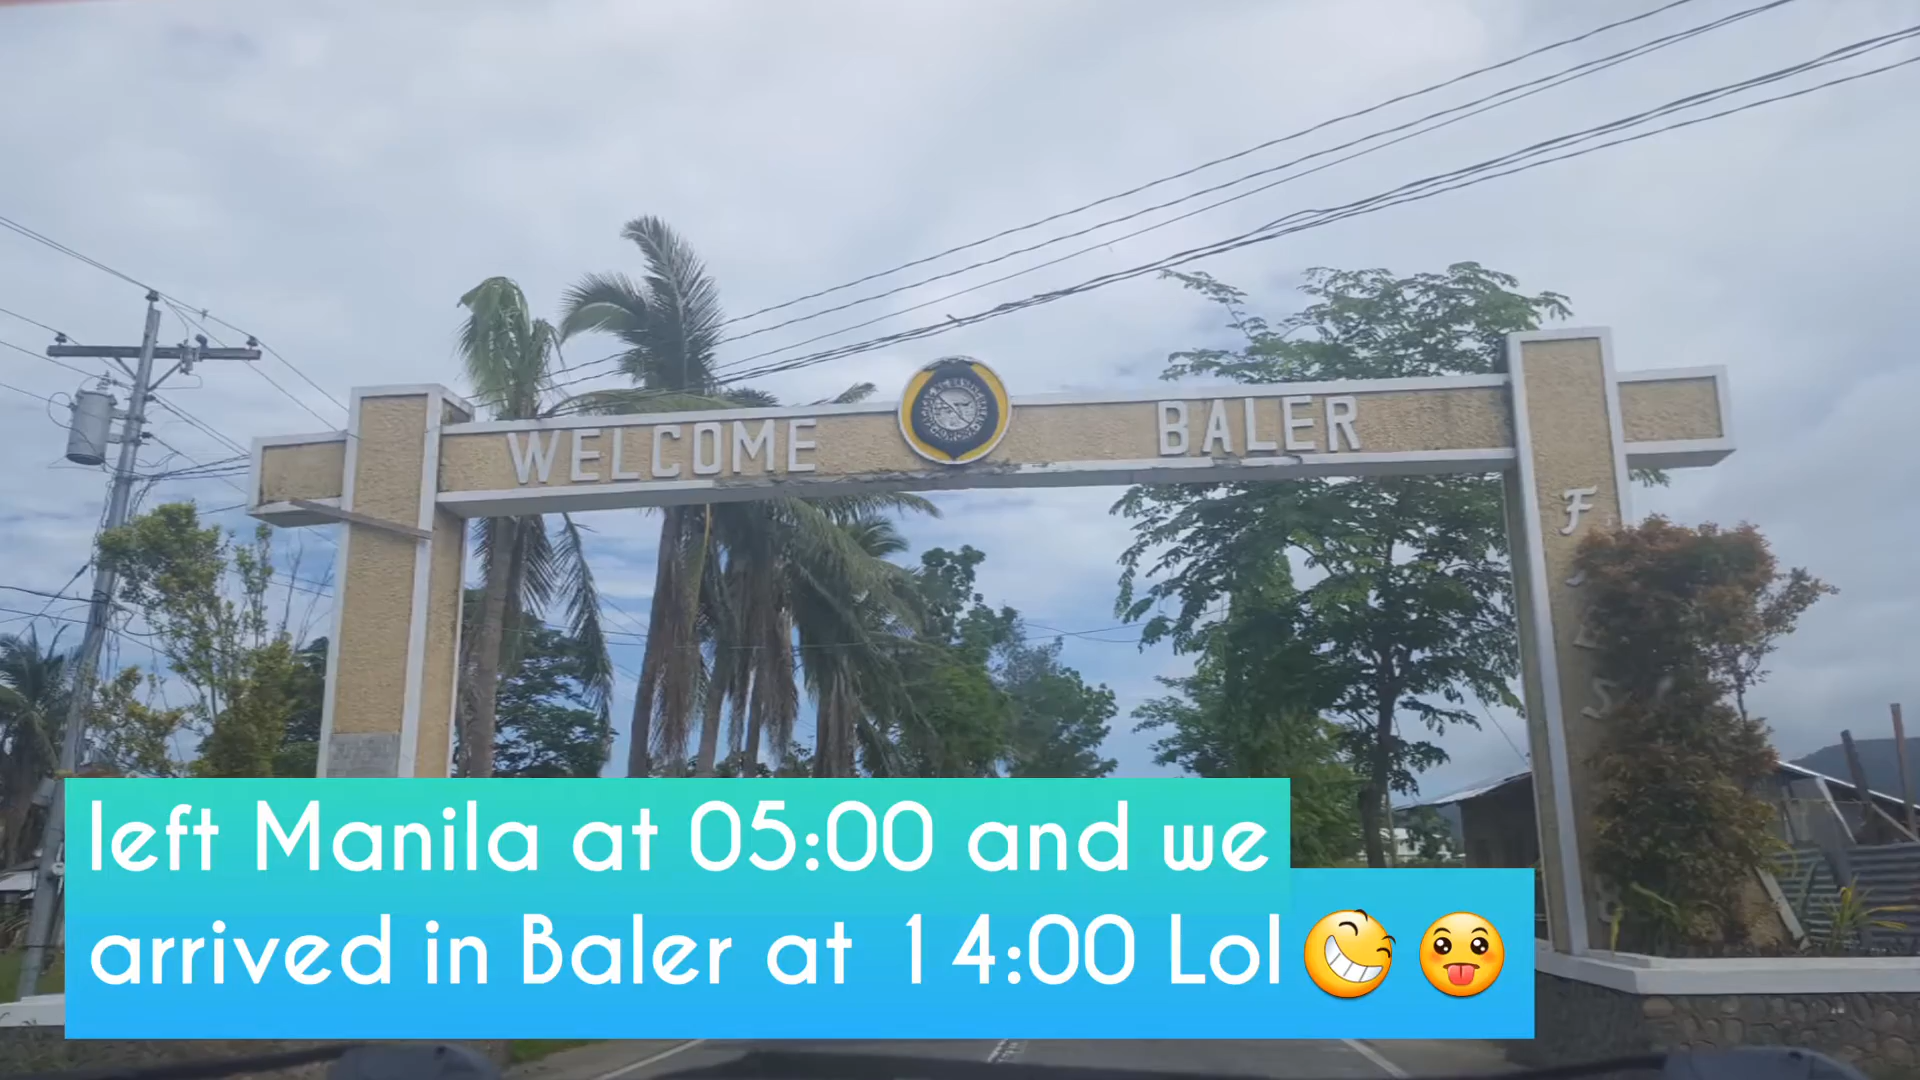 WELCOME BALER
left Manila at 05:00 and we
arrived in Baler at 14:00 Lol😆😛